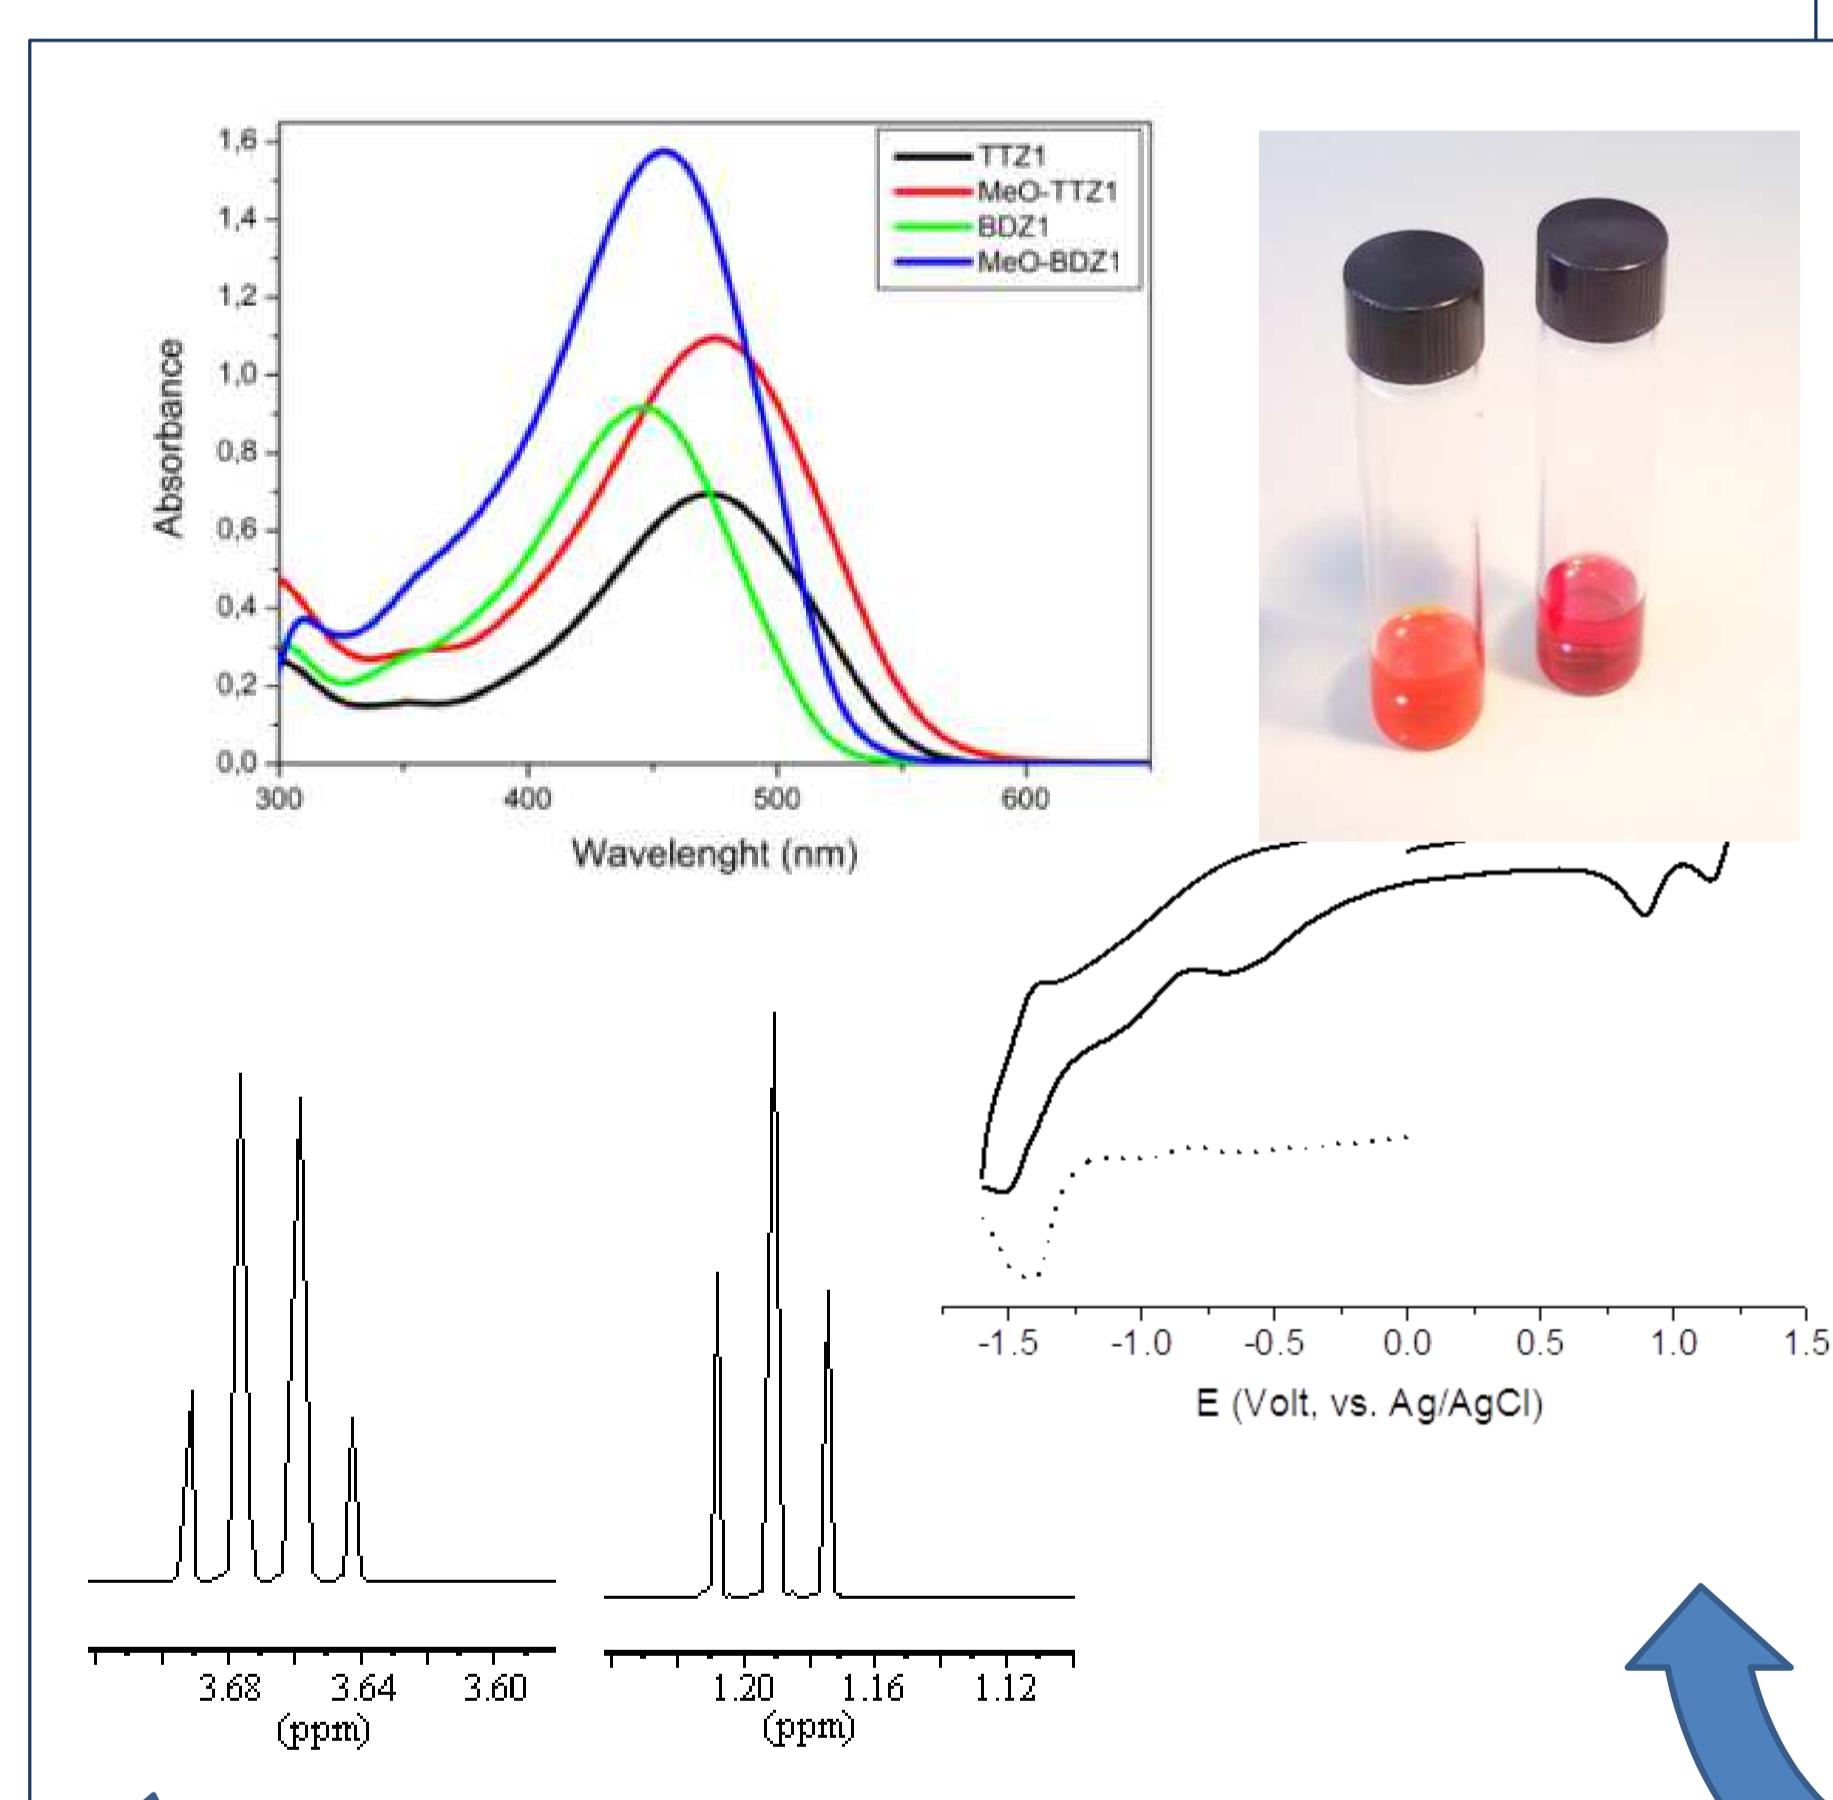 1,6
1,4
1,2
1,0
0,8
0,6
0,4
0,2
0,0
Absorbance
TTZ1
MeO-TTZ1
BDZ1
MeO-BDZ1
300 400 500 600
Wavelenght (nm)
-1.5 -1.0 -0.5 0.0 0.5 1.0 1.5
E (Volt, vs. Ag/AgCl)
3.68 3.64 3.60
(ppm)
1.20 1.16 1.12
(ppm)